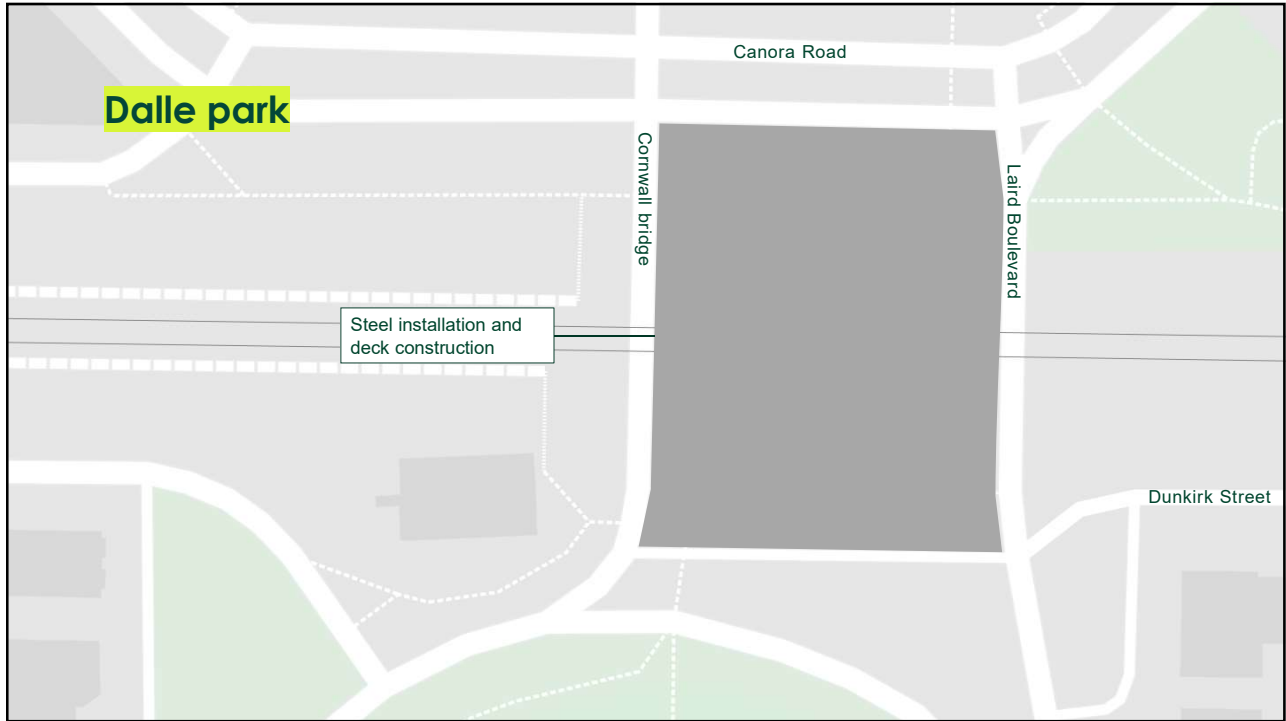 Canora Road
Dalle park
Cornwall bridge
Laird Boulevard
Steel installation and
deck construction
Dunkirk Street